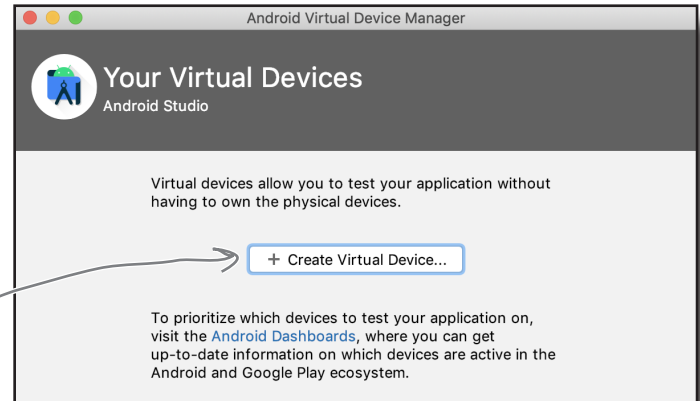 Android Virtual Device Manager
Your Virtual Devices
Android Studio
Virtual devices allow you to test your application without
having to own the physical devices.
+ Create Virtual Device...
To prioritize which devices to test your application on,
visit the Android Dashboards, where you can get
up-to-date information on which devices are active in the
Android and Google Play ecosystem.